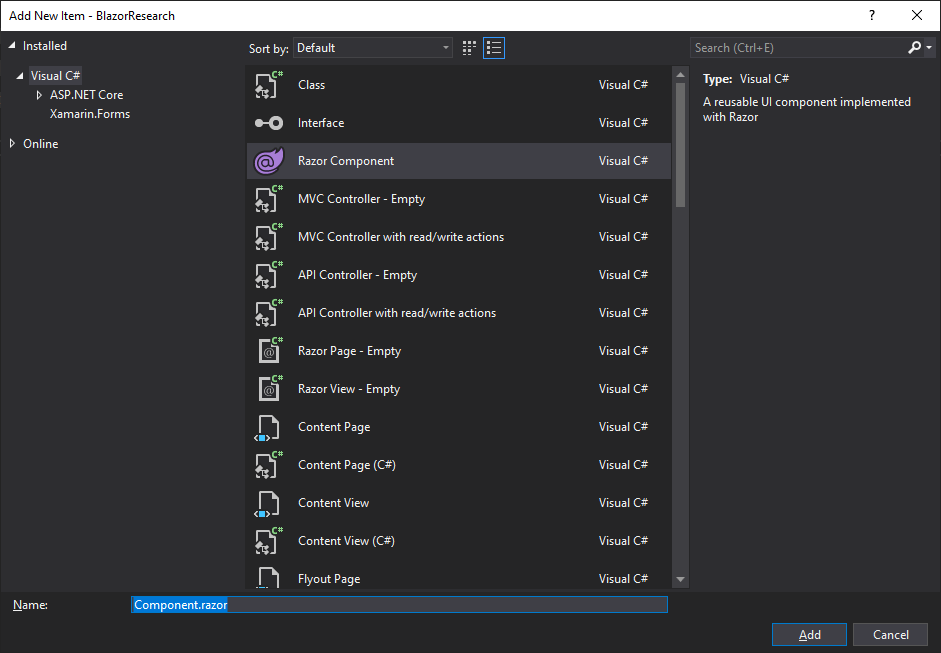 Add New Item - BlazorResearch
?
Installed
Visual C#
ASP.NET Core
Xamarin.Forms
Online
Sort by: Default
Search (Ctrl+E)
C# Class Visual C#
Interface Visual C#
@ Razor Component Visual C#
C# MVC Controller - Empty Visual C#
C# MVC Controller with read/write actions Visual C#
C# API Controller - Empty Visual C#
C# API Controller with read/write actions Visual C#
C# @ Razor Page - Empty Visual C#
C# @ Razor View - Empty Visual C#
Content Page Visual C#
C# Content Page (C#) Visual C#
Content View Visual C#
C# Content View (C#) Visual C#
Flyout Page Visual C#
Type: Visual C#
A reusable UI component implemented
with Razor
Name: Component.razor
Add Cancel